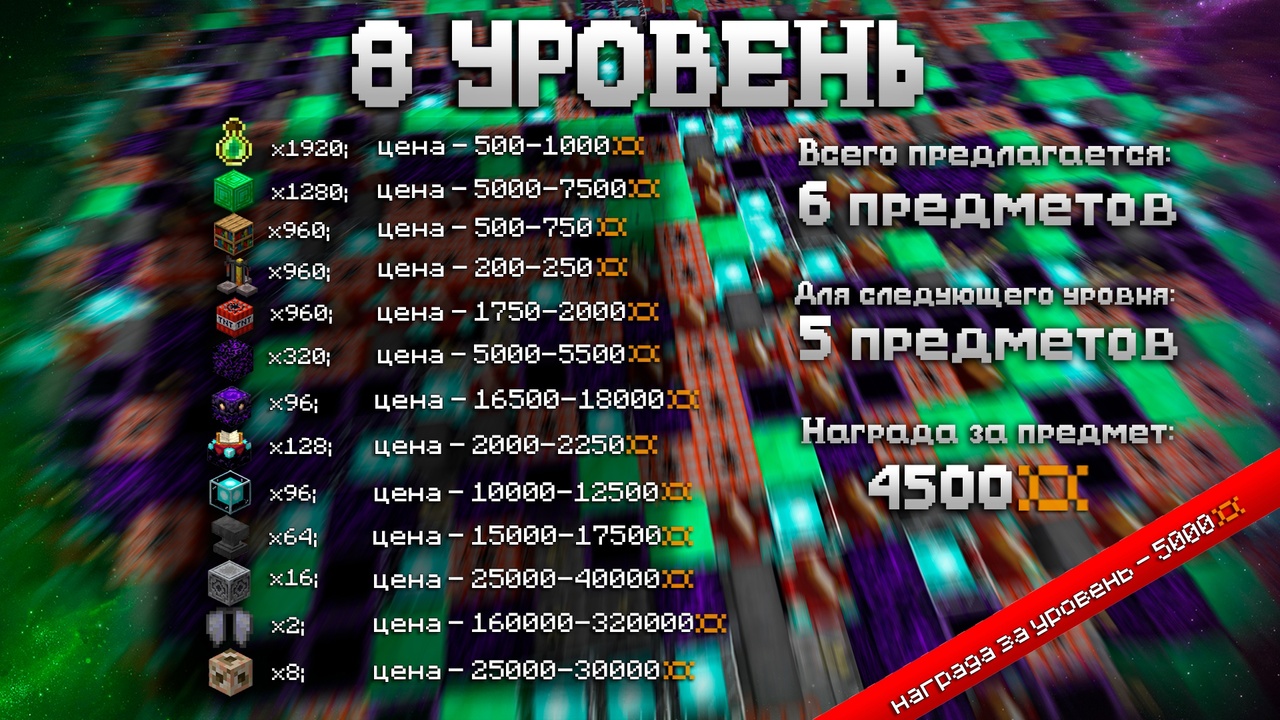 8 УРОВЕНЬ
x1920; цена - 500-1000
x1280; цена - 5000-7500
x960; цена - 500-750
x960; цена - 200-250
x960; цена - 1750-2000
x320; цена - 5000-5500
x96; цена - 16500-18000
x128; цена - 2000-2250
x96; цена - 10000-12500
x64; цена - 15000-17500
x16; цена - 25000-40000
x2; цена - 160000-320000
x8; цена - 25000-30000
Всего предлагается:
6 предметов
Для следующего уровня:
5 предметов
Награда за предмет:
4500
награда за уровень - 5000
TNT TNT